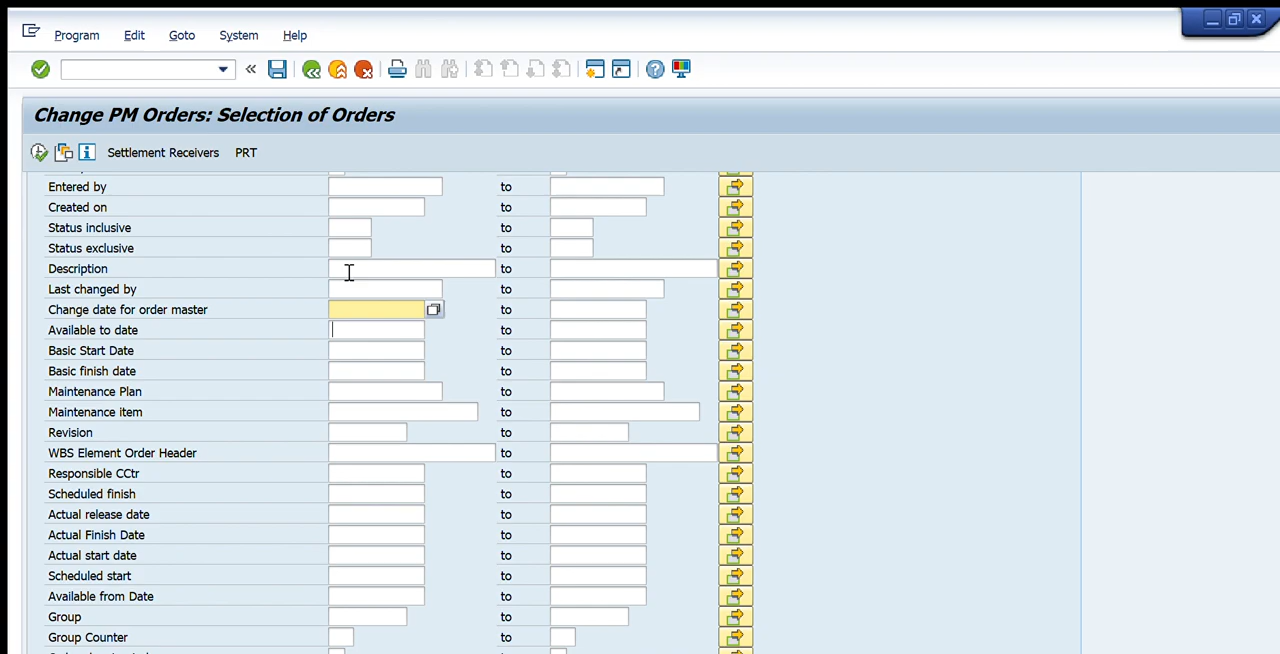 Program Edit Goto System Help
Change PM Orders: Selection of Orders
Settlement Receivers PRT
Entered by to
Created on to
Status inclusive to
Status exclusive to
Description to
Last changed by to
Change date for order master to
Available to date to
Basic Start Date to
Basic finish date to
Maintenance Plan to
Maintenance item to
Revision to
WBS Element Order Header to
Responsible CCtr to
Scheduled finish to
Actual release date to
Actual Finish Date to
Actual start date to
Scheduled start to
Available from Date to
Group to
Group Counter to